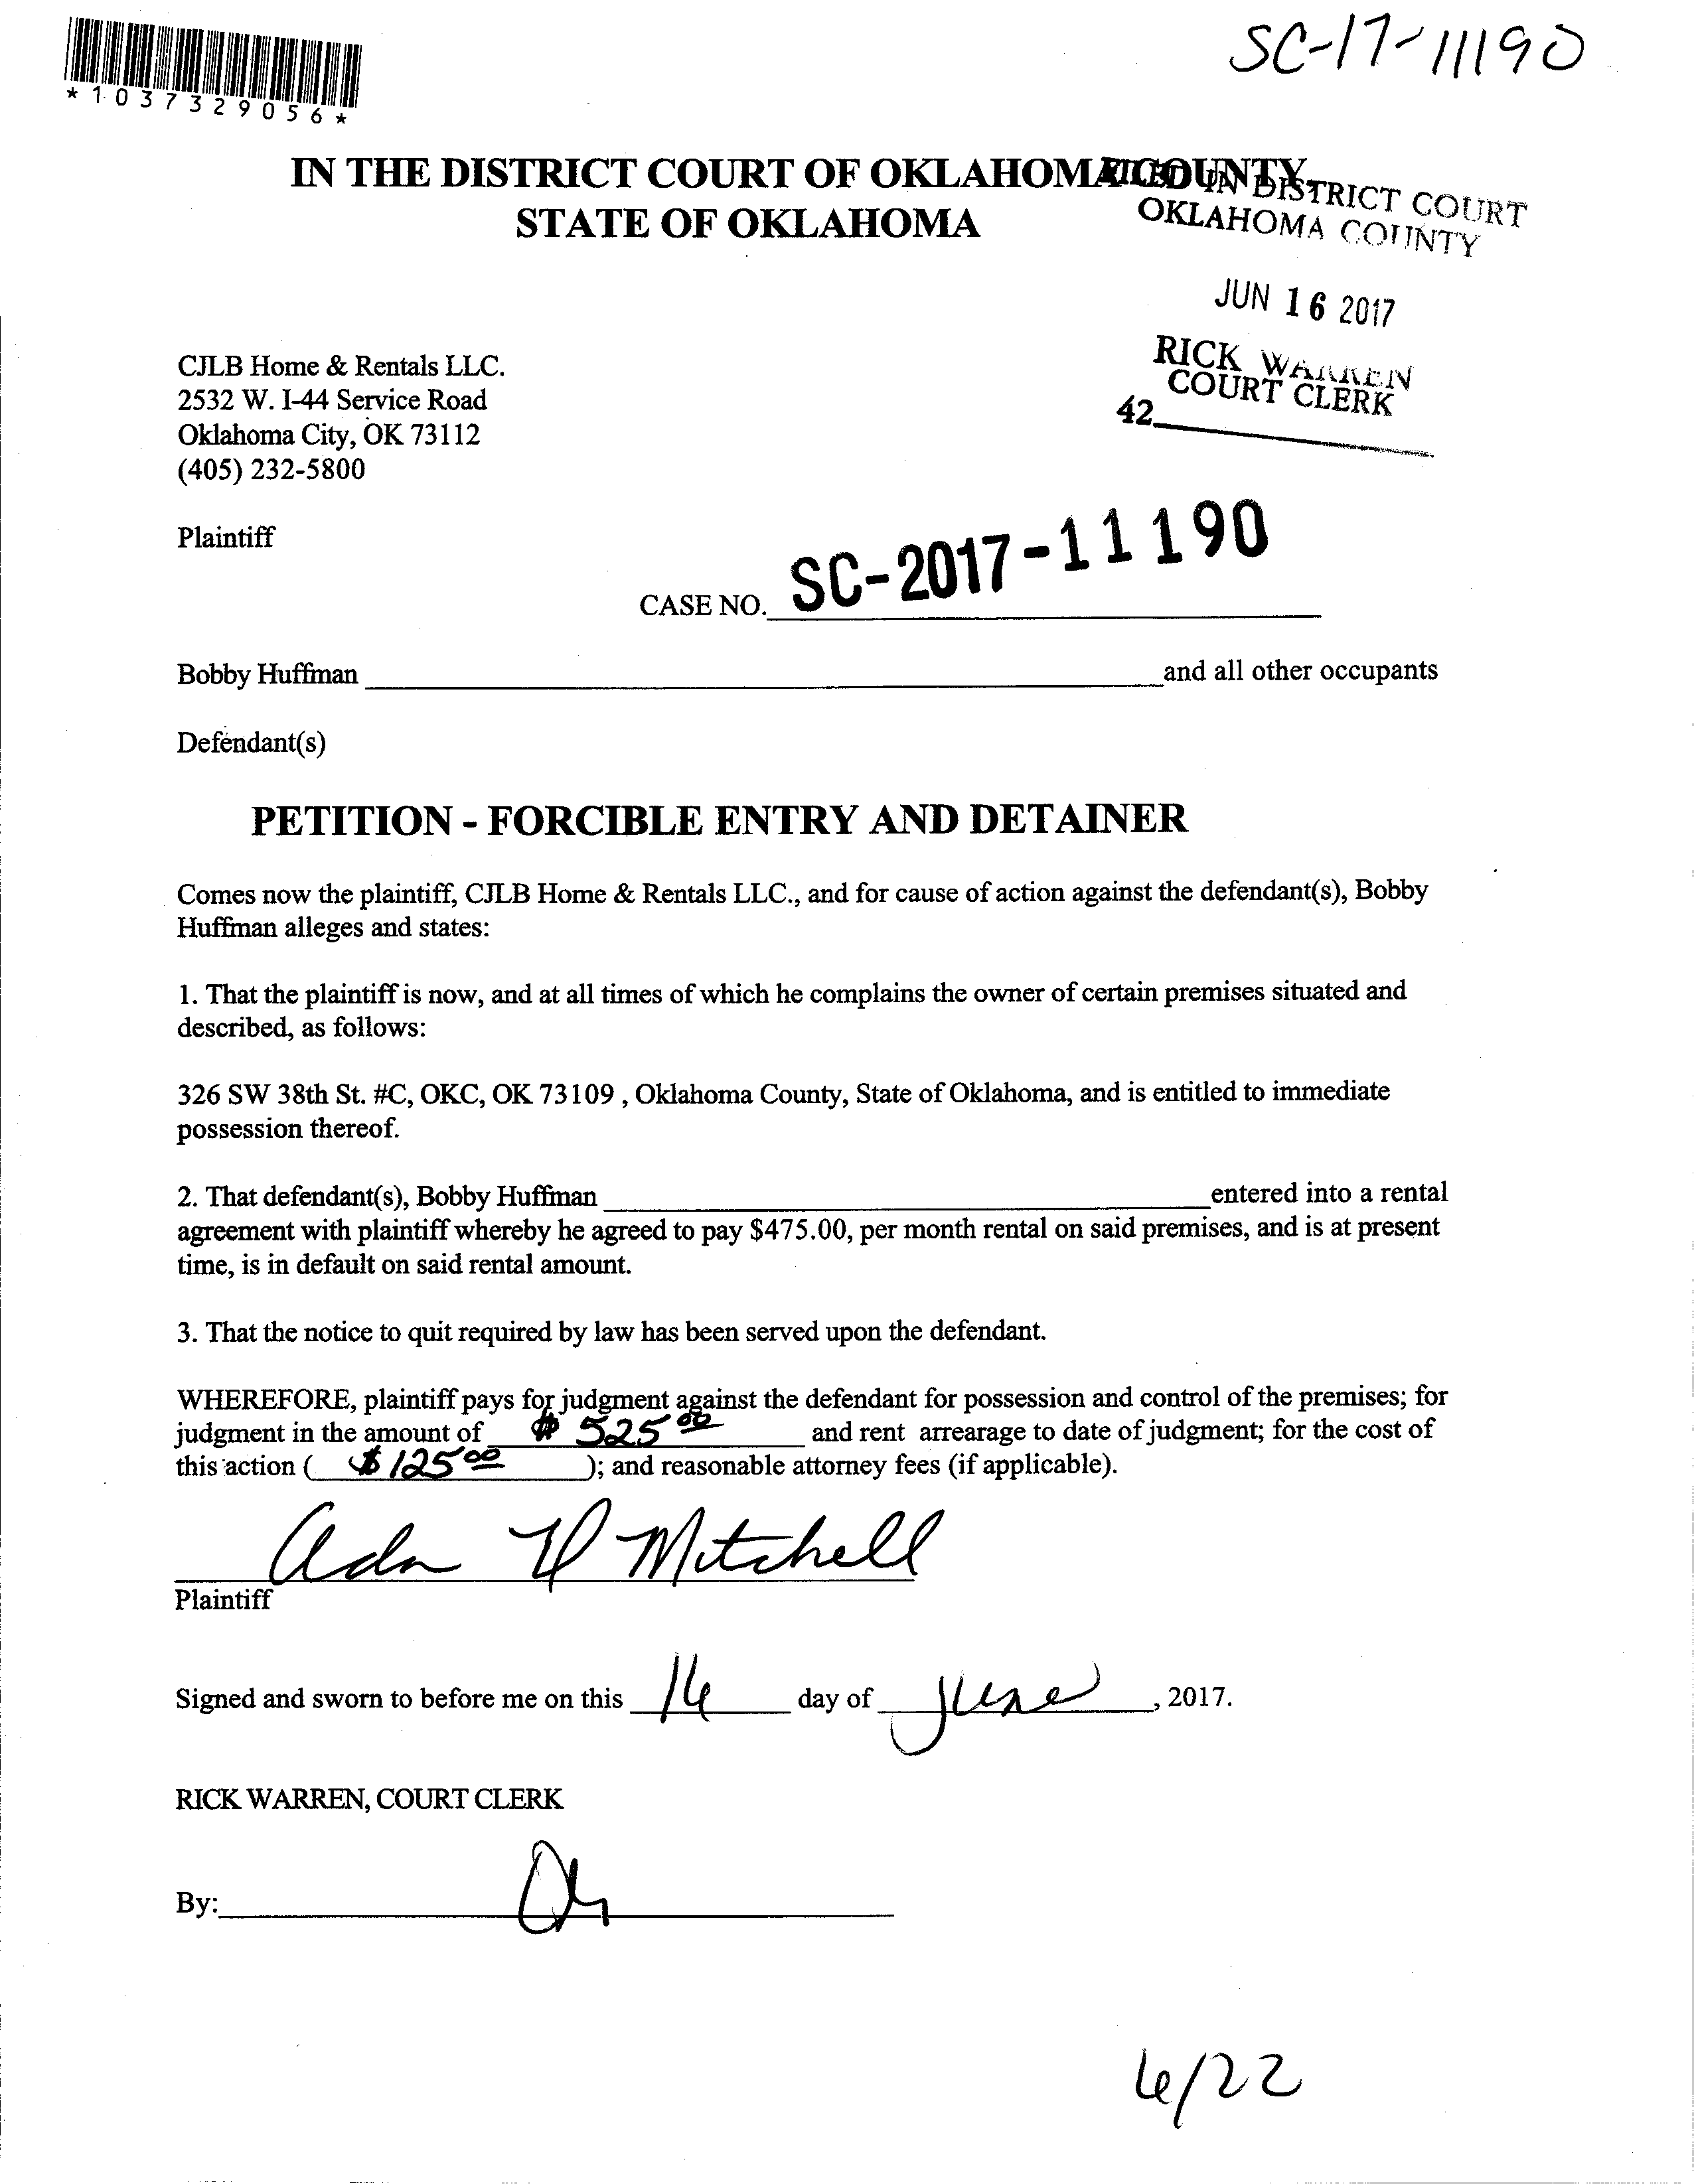 SC-17-11190
*1037329056*
IN THE DISTRICT COURT OF OKLAHOMA COUNTY,
STATE OF OKLAHOMA
FILED IN DISTRICT COURT
OKLAHOMA COUNTY
JUN 16 2017
RICK WARREN
COURT CLERK
42
CJLB Home & Rentals LLC.
2532 W. I-44 Service Road
Oklahoma City, OK 73112
(405) 232-5800
Plaintiff
CASE NO. SC-2017-11190
Bobby Huffman and all other occupants
Defendant(s)
PETITION - FORCIBLE ENTRY AND DETAINER
Comes now the plaintiff, CJLB Home & Rentals LLC., and for cause of action against the defendant(s), Bobby
Huffman alleges and states:
1. That the plaintiff is now, and at all times of which he complains the owner of certain premises situated and
described, as follows:
326 SW 38th St. #C, OKC, OK 73109 , Oklahoma County, State of Oklahoma, and is entitled to immediate
possession thereof.
2. That defendant(s), Bobby Huffman entered into a rental
agreement with plaintiff whereby he agreed to pay $475.00, per month rental on said premises, and is at present
time, is in default on said rental amount.
3. That the notice to quit required by law has been served upon the defendant.
WHEREFORE, plaintiff pays for judgment against the defendant for possession and control of the premises; for
judgment in the amount of $ 525 00 and rent arrearage to date of judgment; for the cost of
this action ( $ 125 00 ); and reasonable attorney fees (if applicable).
Mitchell
Plaintiff
Signed and sworn to before me on this 16 day of June, 2017.
RICK WARREN, COURT CLERK
By:
6/22